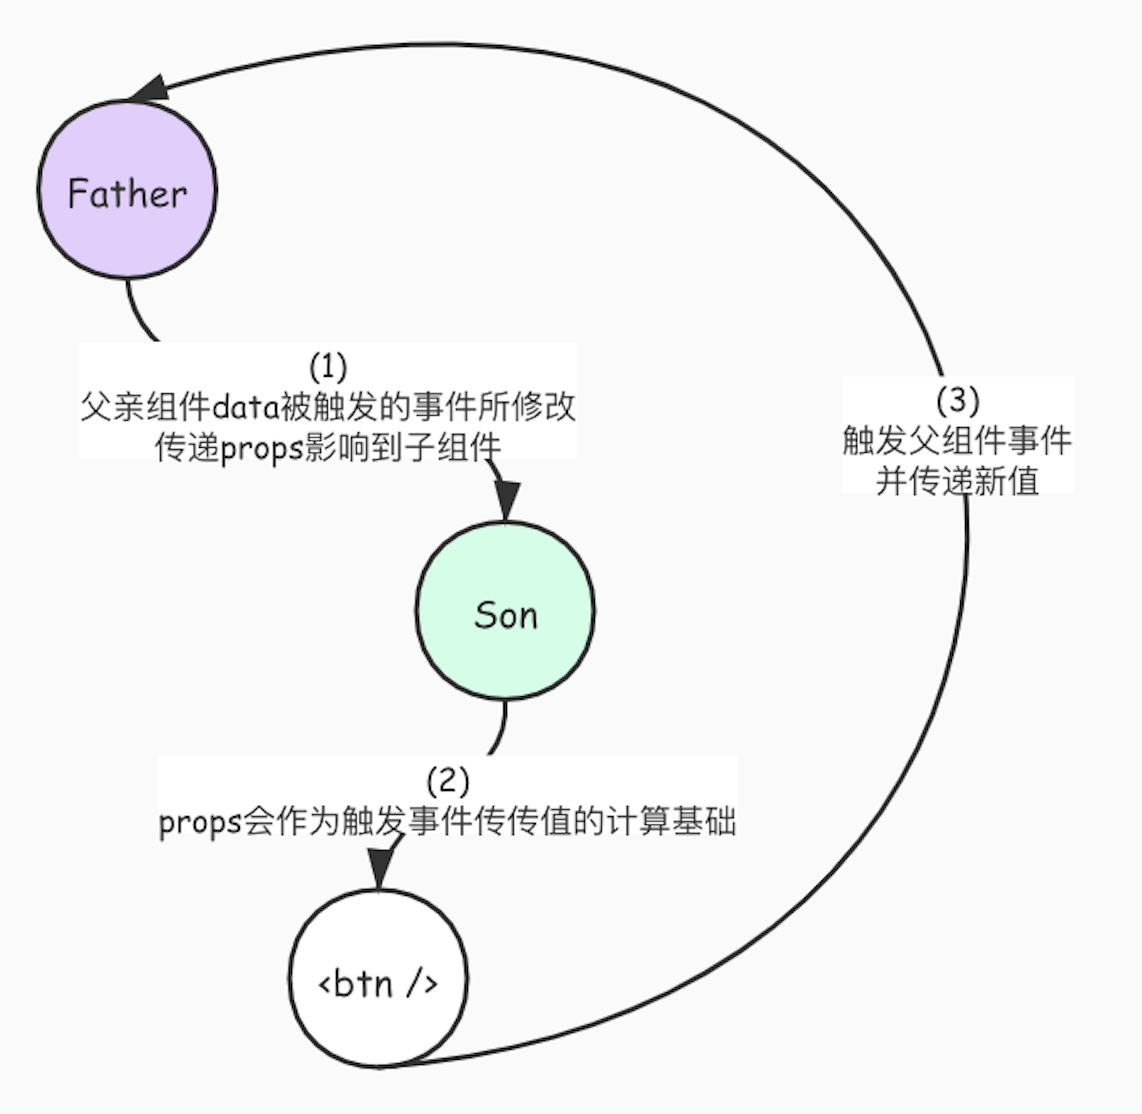 Father
(1)
父亲组件data被触发的事件所修改
传递props影响到子组件
(3)
触发父组件事件
并传递新值
Son
(2)
props会作为触发事件传传值的计算基础
<btn />